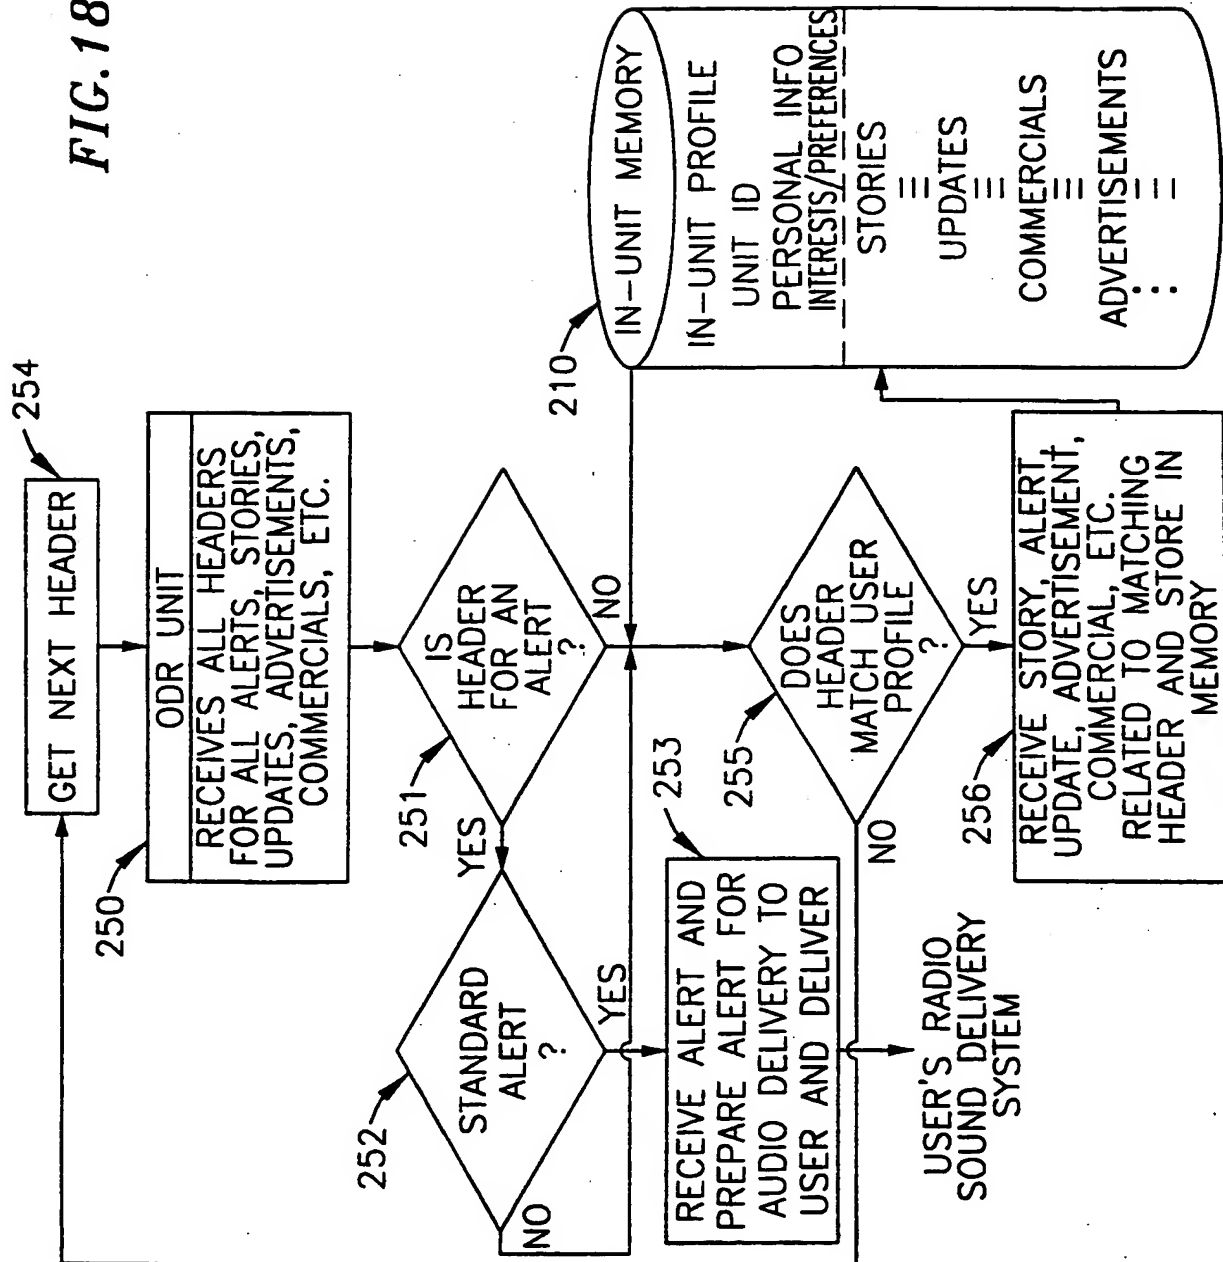 FIG.18
254
GET NEXT HEADER
250
ODR UNIT
RECEIVES ALL HEADERS
FOR ALL ALERTS, STORIES,
UPDATES, ADVERTISEMENTS,
COMMERCIALS, ETC.
251
IS
HEADER
FOR AN
ALERT
?
YES
NO
252
STANDARD
ALERT
?
NO
YES
253
RECEIVE ALERT AND
PREPARE ALERT FOR
AUDIO DELIVERY TO
USER AND DELIVER
USER'S RADIO
SOUND DELIVERY
SYSTEM
255
DOES
HEADER
MATCH USER
PROFILE
?
NO
YES
256
RECEIVE STORY, ALERT,
UPDATE, ADVERTISEMENT,
COMMERCIAL, ETC.
RELATED TO MATCHING
HEADER AND STORE IN
MEMORY
210
IN-UNIT MEMORY
IN-UNIT PROFILE
UNIT ID
PERSONAL INFO
INTERESTS/PREFERENCES
STORIES
UPDATES
COMMERCIALS
ADVERTISEMENTS